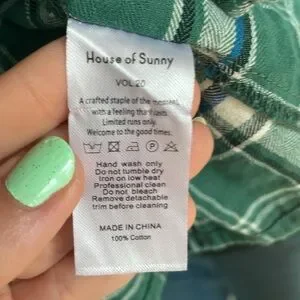 House of Sunny
VOL.20
A crafted staple of the moment,
with a feeling that lasts.
Limited runs only.
Welcome to the good times.
Hand wash only
Do not tumble dry
Iron on low heat
Professional clean
Do not bleach
Remove detachable
trim before cleaning
MADE IN CHINA
100% Cotton